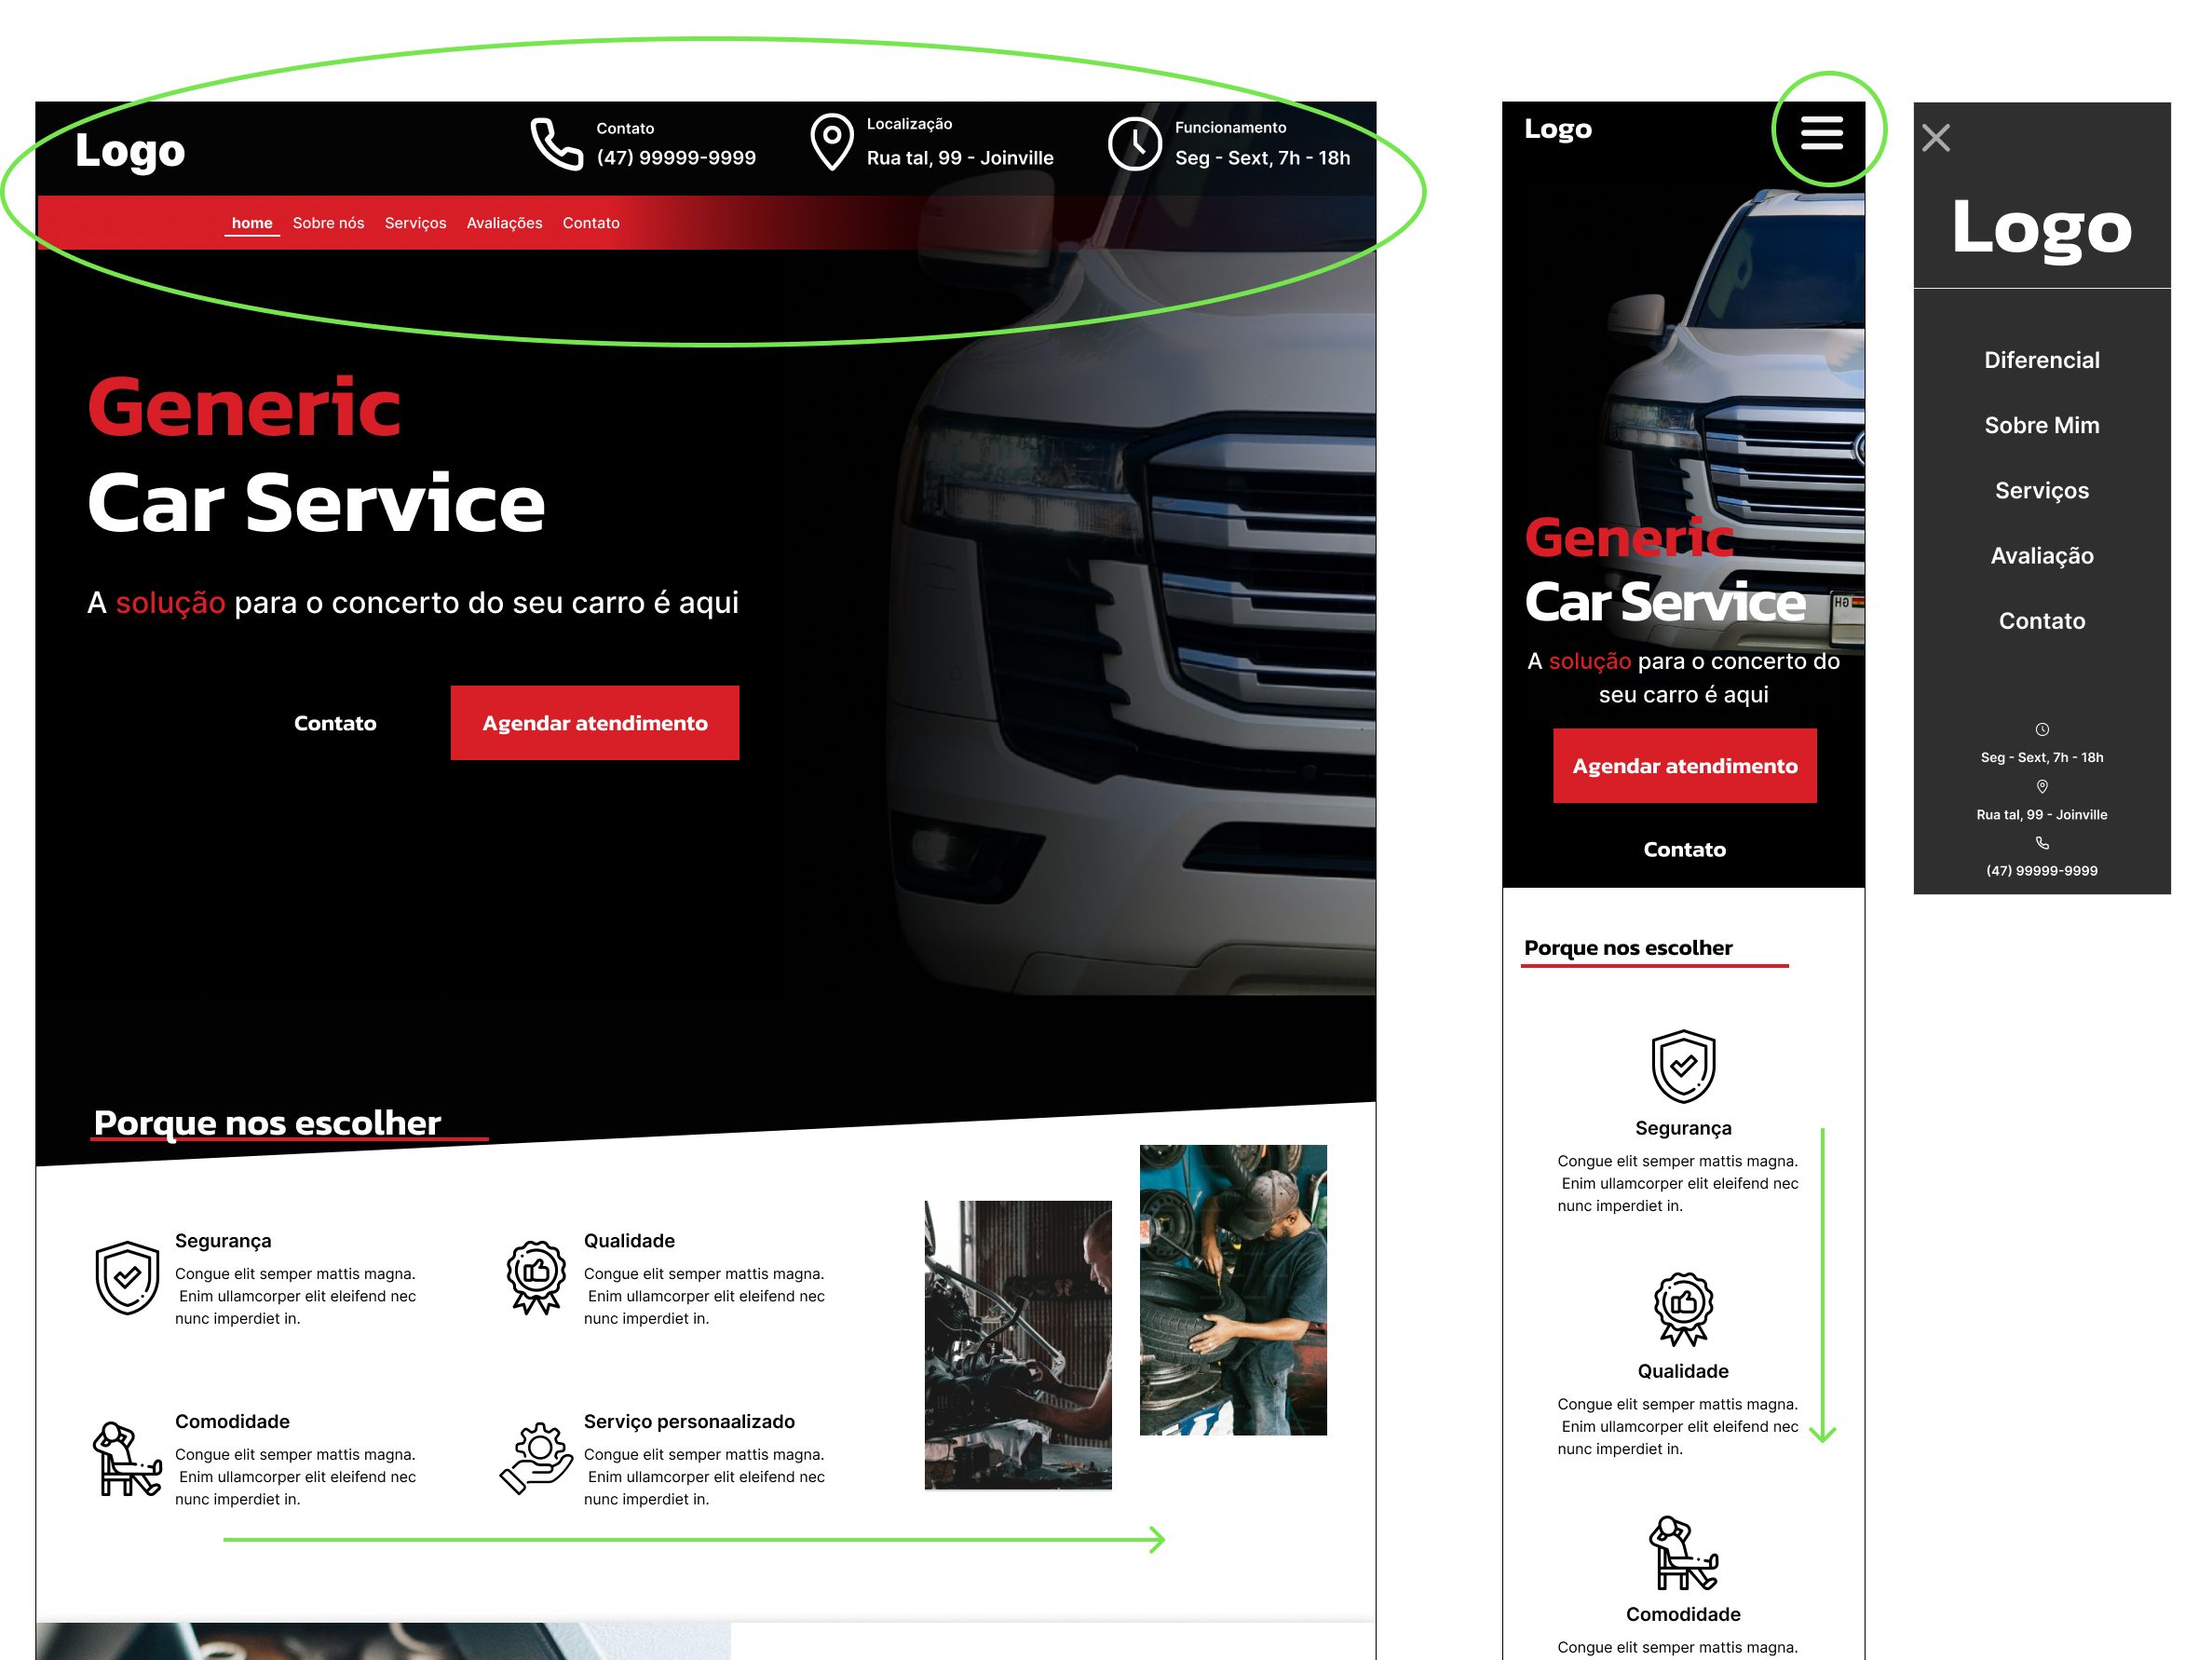 Logo
Contato
(47) 99999-9999
Localização
Rua tal, 99 - Joinville
Funcionamento
Seg - Sext, 7h - 18h
home
Sobre nós
Serviços
Avaliações
Contato
Generic
Car Service
A solução para o concerto do seu carro é aqui
Contato
Agendar atendimento
Porque nos escolher
Segurança
Congue elit semper mattis magna.
Enim ullamcorper elit eleifend nec
nunc imperdiet in.
Qualidade
Congue elit semper mattis magna.
Enim ullamcorper elit eleifend nec
nunc imperdiet in.
Comodidade
Congue elit semper mattis magna.
Enim ullamcorper elit eleifend nec
nunc imperdiet in.
Serviço personaalizado
Congue elit semper mattis magna.
Enim ullamcorper elit eleifend nec
nunc imperdiet in.
Logo
Generic
Car Service
A solução para o concerto do
seu carro é aqui
Agendar atendimento
Contato
Porque nos escolher
Segurança
Congue elit semper mattis magna.
Enim ullamcorper elit eleifend nec
nunc imperdiet in.
Qualidade
Congue elit semper mattis magna.
Enim ullamcorper elit eleifend nec
nunc imperdiet in.
Comodidade
Congue elit semper mattis magna.
Logo
Diferencial
Sobre Mim
Serviços
Avaliação
Contato
Seg - Sext, 7h - 18h
Rua tal, 99 - Joinville
(47) 99999-9999